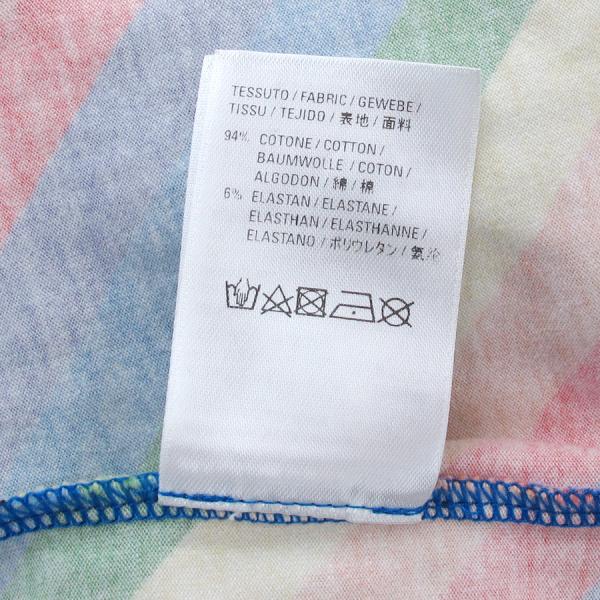 TESSUTO / FABRIC / GEWEBE /
TISSU / TEJIDO / 表地 / 面料
94% COTONE / COTTON /
BAUMWOLLE / COTON /
ALGODON / 綿 / 棉
6% ELASTAN / ELASTANE /
ELASTHAN / ELASTHANNE /
ELASTANO / ポリウレタン / 氨纶